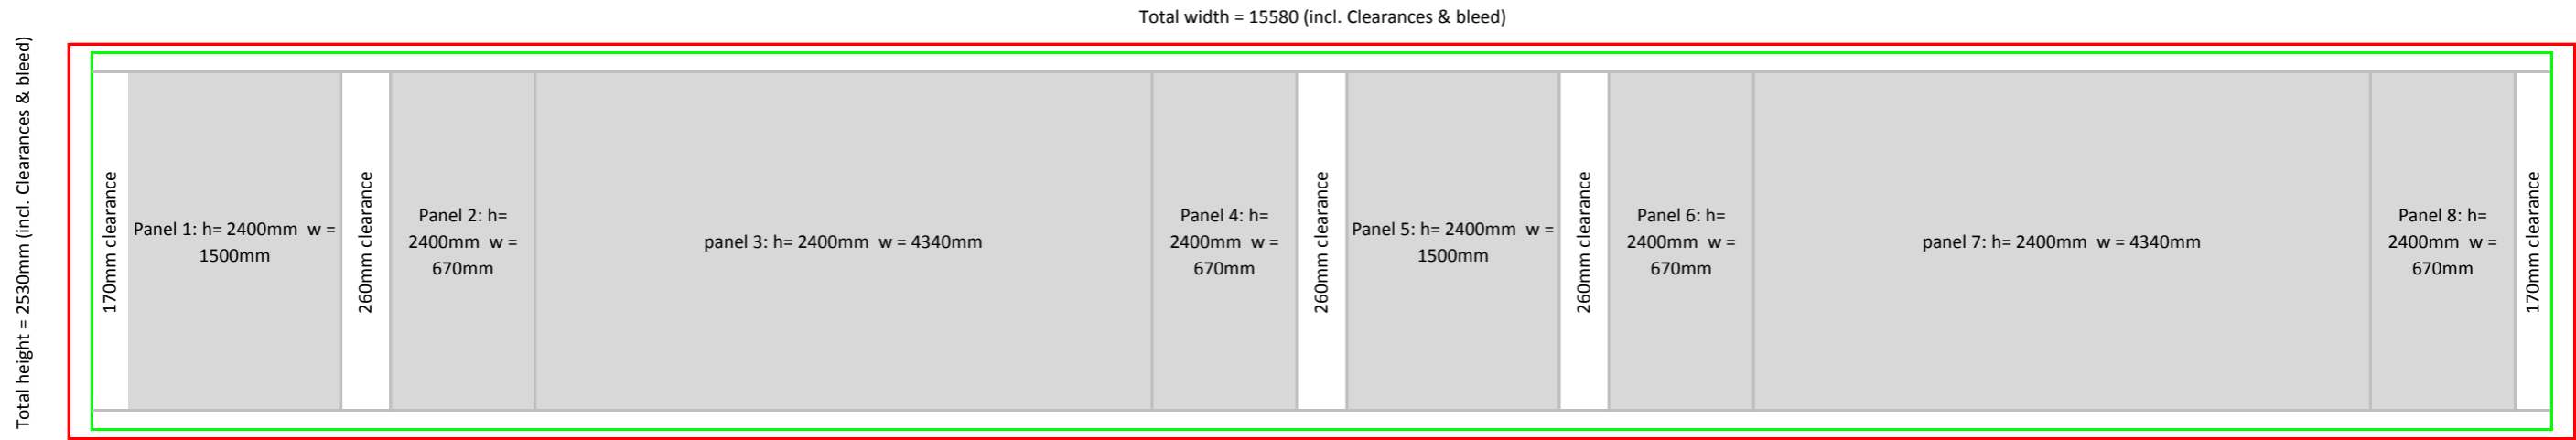 Total width = 15580 (incl. Clearances & bleed)
Total height = 2530mm (incl. Clearances & bleed)
170mm clearance
Panel 1: h= 2400mm w =
1500mm
260mm clearance
Panel 2: h=
2400mm w =
670mm
panel 3: h= 2400mm w = 4340mm
Panel 4: h=
2400mm w =
670mm
260mm clearance
Panel 5: h= 2400mm w =
1500mm
260mm clearance
Panel 6: h=
2400mm w =
670mm
panel 7: h= 2400mm w = 4340mm
Panel 8: h=
2400mm w =
670mm
170mm clearance